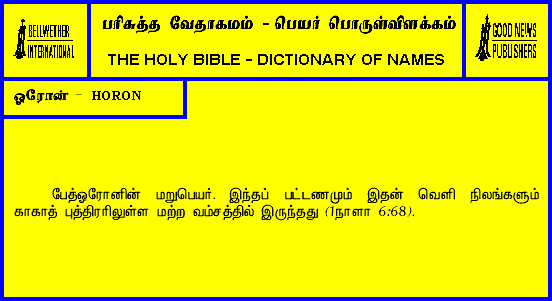 BELLWETHER
INTERNATIONAL
பரிசுத்த வேதாகமம் - பெயர் பொருள்விளக்கம்
THE HOLY BIBLE - DICTIONARY OF NAMES
GOOD NEWS
PUBLISHERS
ஓரோன் - HORON
பேத்ஓரோனின் மறுபெயர். இந்தப் பட்டணமும் இதன் வெளி நிலங்களும்
காகாத் புத்திரரிலுள்ள மற்ற வம்சத்தில் இருந்தது (1நாளா 6:68).